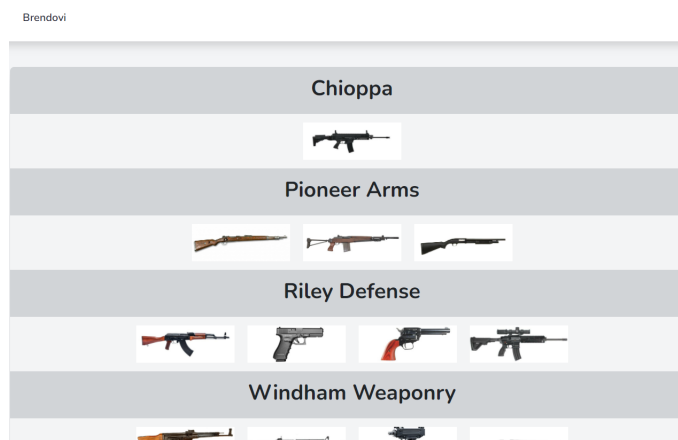 Brendovi
Chioppa
Pioneer Arms
Riley Defense
Windham Weaponry